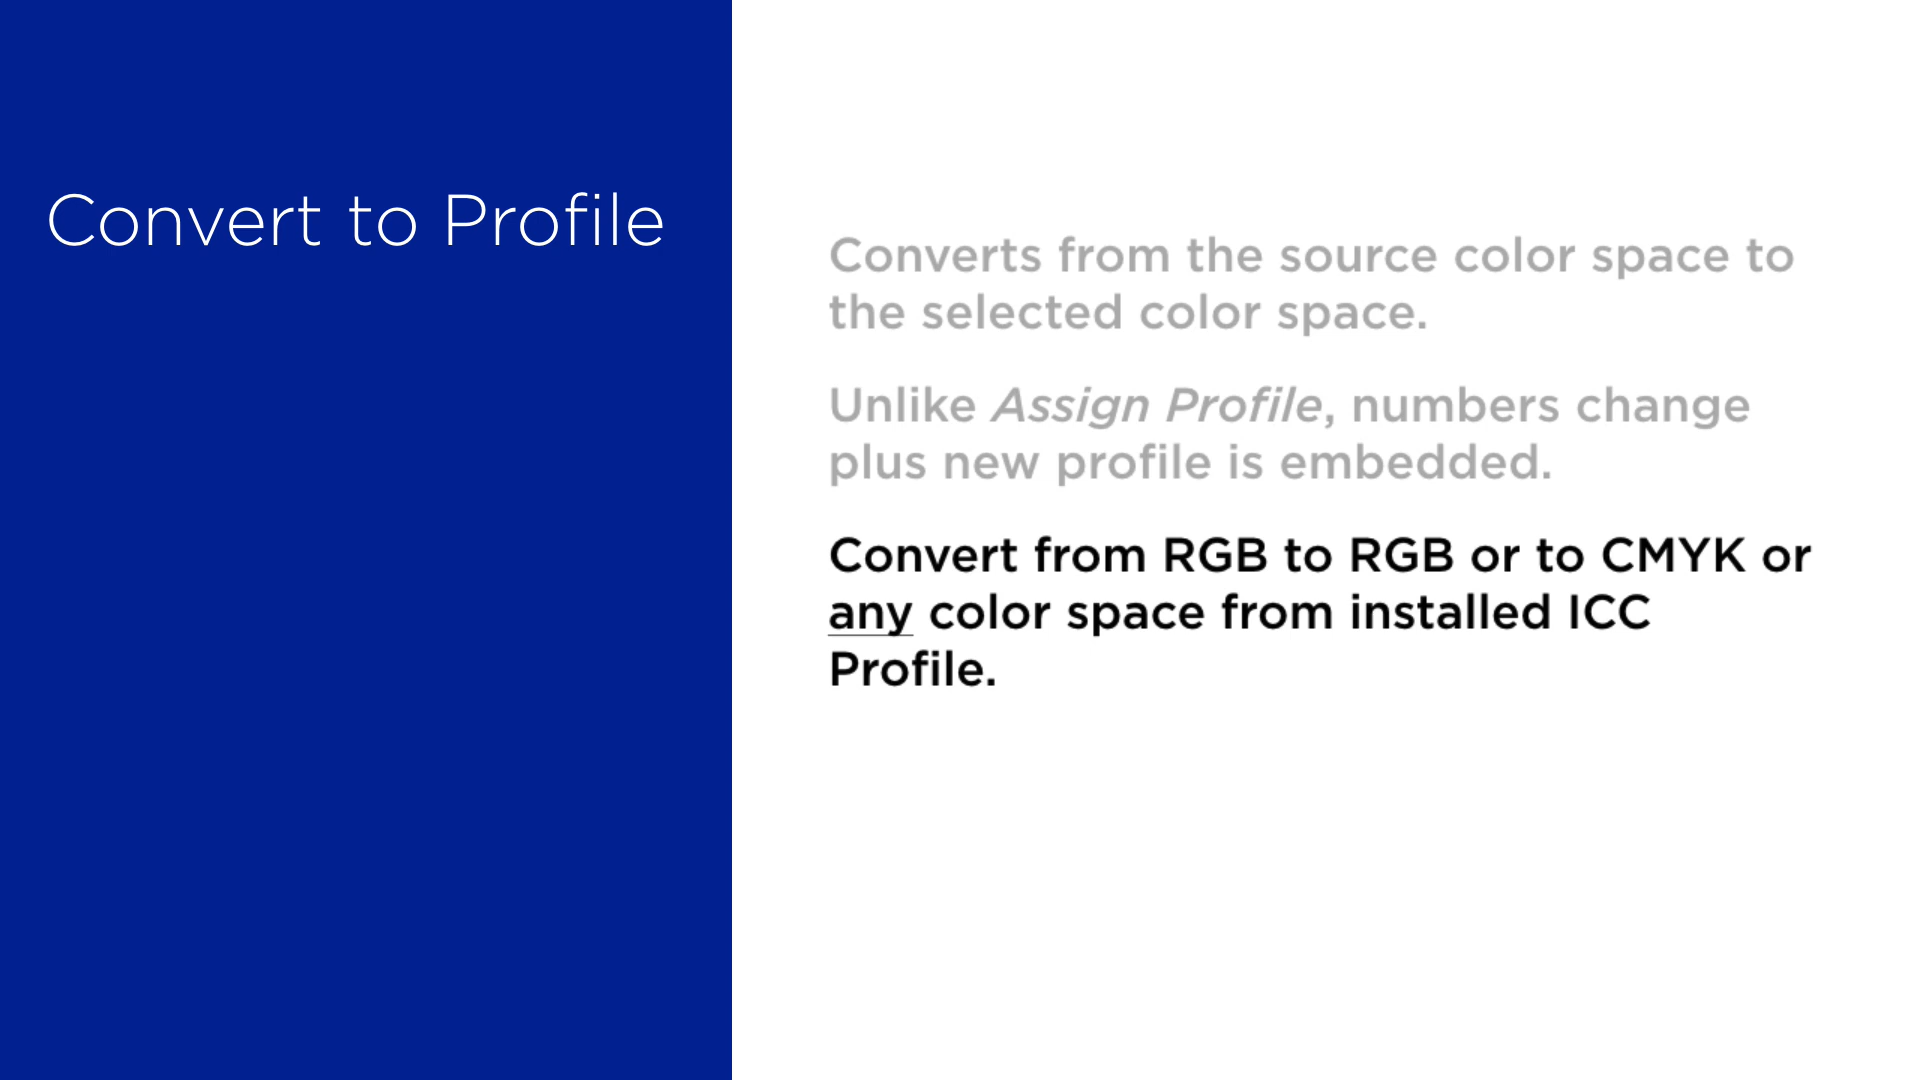 Convert to Profile
Converts from the source color space to
the selected color space.
Unlike Assign Profile, numbers change
plus new profile is embedded.
Convert from RGB to RGB or to CMYK or
any color space from installed ICC
Profile.